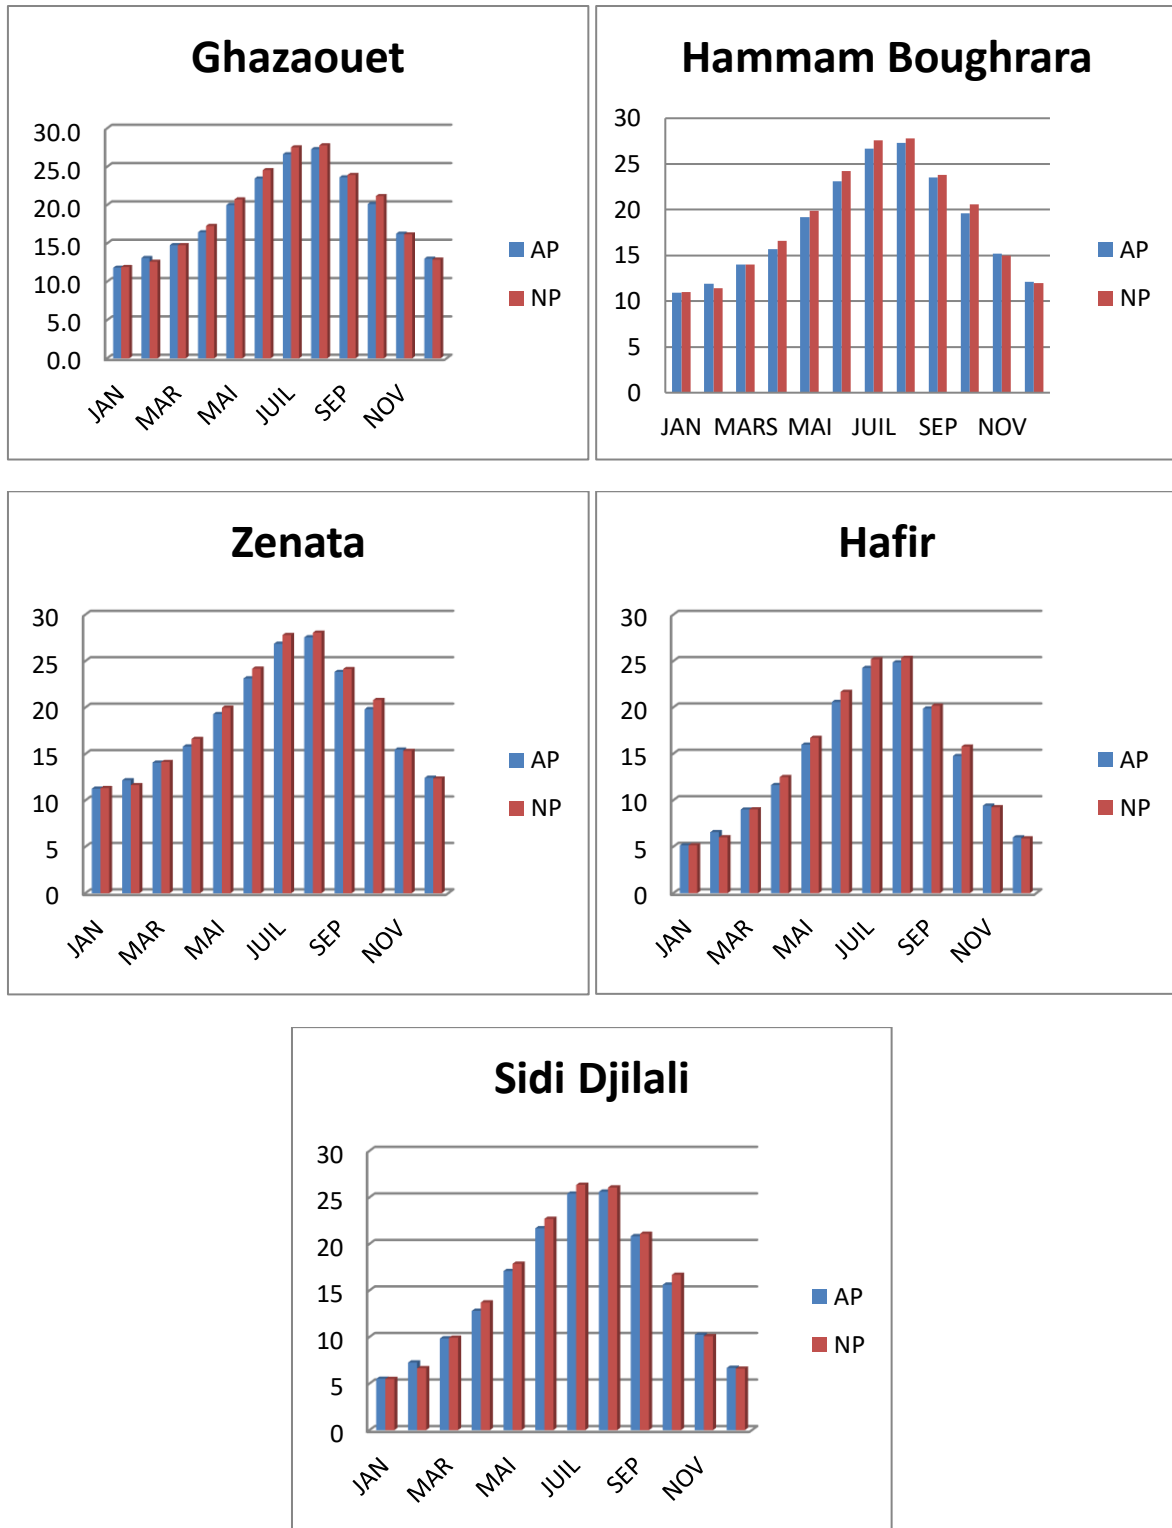 Ghazaouet
30.0
25.0
20.0
15.0
10.0
5.0
0.0
JAN MAR MAI JUIL SEP NOV
AP
NP
Hammam Boughrara
30
25
20
15
10
5
0
JAN MARS MAI JUIL SEP NOV
AP
NP
Zenata
30
25
20
15
10
5
0
JAN MAR MAI JUIL SEP NOV
AP
NP
Hafir
30
25
20
15
10
5
0
JAN MAR MAI JUIL SEP NOV
AP
NP
Sidi Djilali
30
25
20
15
10
5
0
JAN MAR MAI JUIL SEP NOV
AP
NP